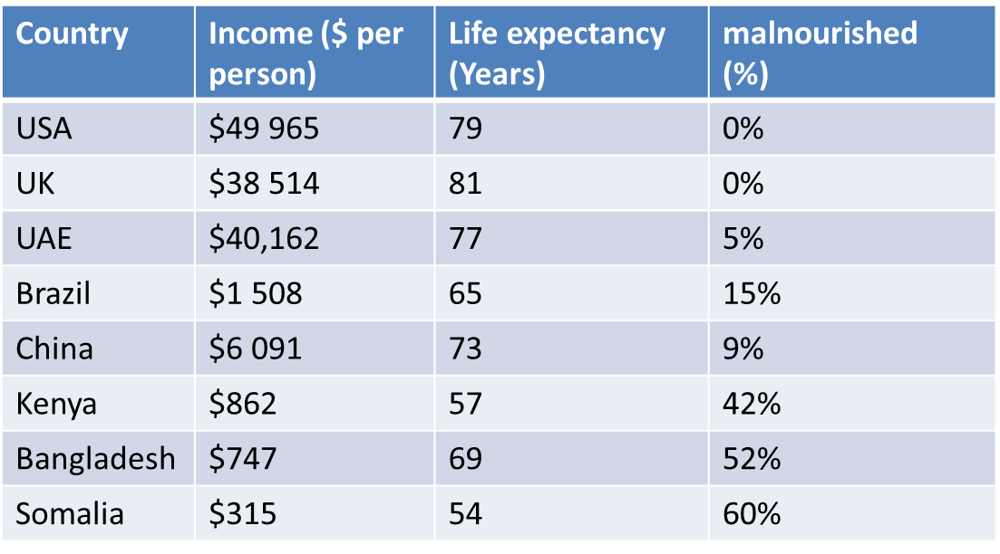 Country Income ($ per person) Life expectancy (Years) malnourished (%)
USA $49 965 79 0%
UK $38 514 81 0%
UAE $40,162 77 5%
Brazil $1 508 65 15%
China $6 091 73 9%
Kenya $862 57 42%
Bangladesh $747 69 52%
Somalia $315 54 60%